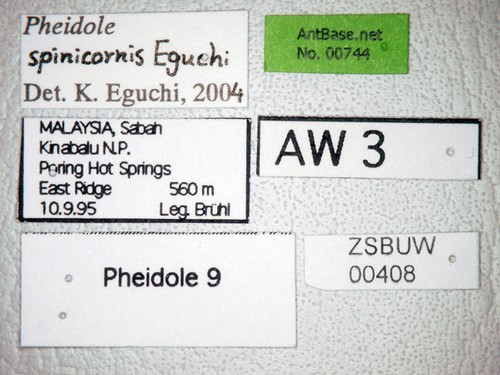 Pheidole
spinicornis Eguchi
Det. K. Eguchi, 2004
AntBase.net
No. 00744
MALAYSIA, Sabah
Kinabalu N.P.
Poring Hot Springs
East Ridge 560 m
10.9.95 Leg. Brühl
AW 3
Pheidole 9
ZSBUW
00408